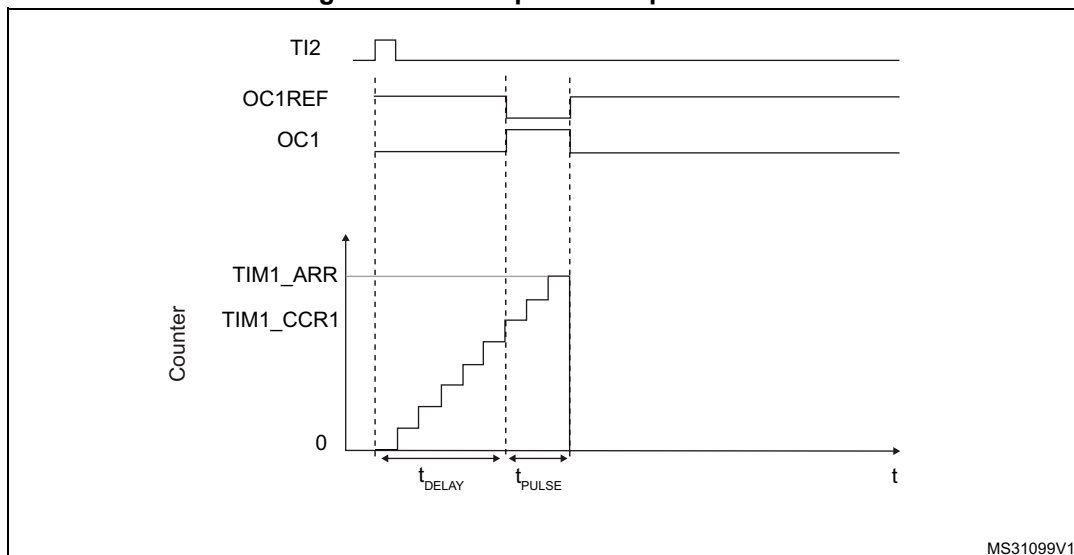 TI2
OC1REF
OC1
TIM1_ARR
TIM1_CCR1
Counter
0
tDELAY
tPULSE
t
MS31099V1